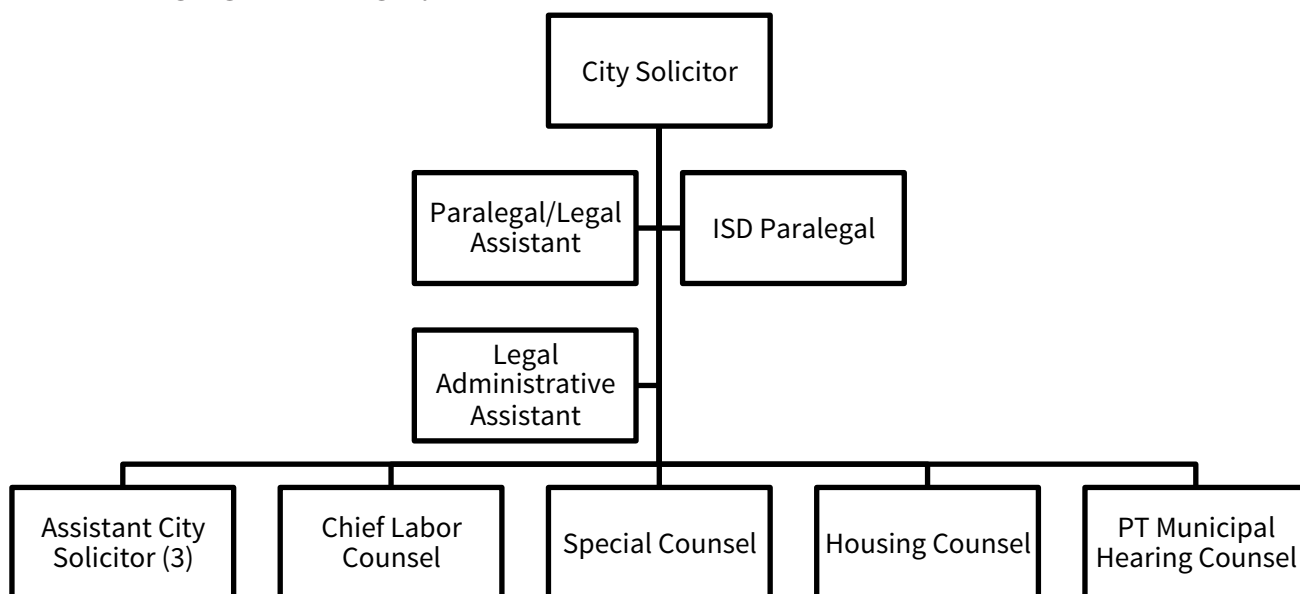 City Solicitor
Paralegal/Legal
Assistant
ISD Paralegal
Legal
Administrative
Assistant
Assistant City
Solicitor (3)
Chief Labor
Counsel
Special Counsel
Housing Counsel
PT Municipal
Hearing Counsel